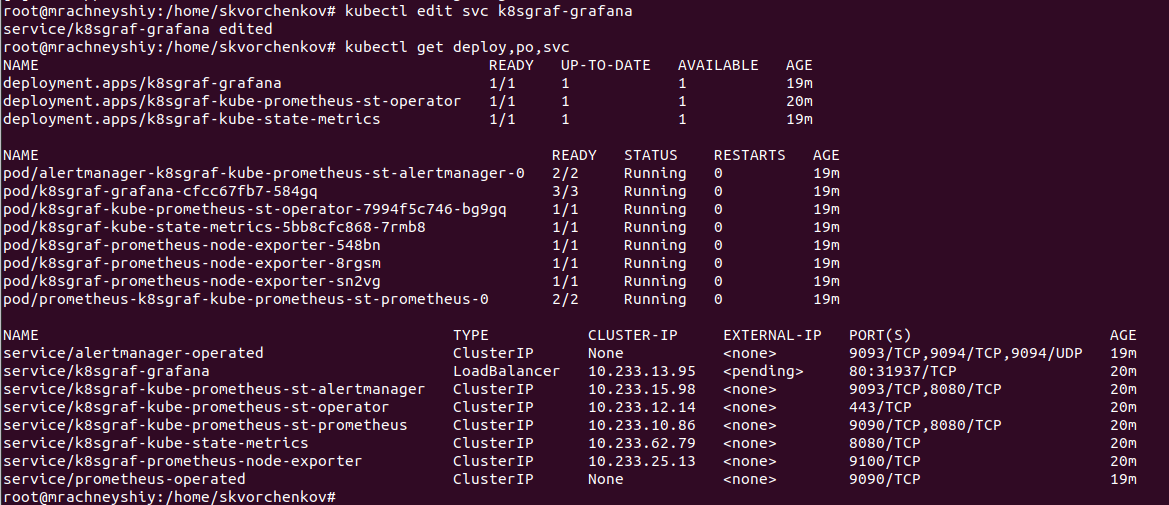 root@mrachneyshiy:/home/skvorchenkov# kubectl edit svc k8sgraf-grafana
service/k8sgraf-grafana edited
root@mrachneyshiy:/home/skvorchenkov# kubectl get deploy,po,svc
NAME READY UP-TO-DATE AVAILABLE AGE
deployment.apps/k8sgraf-grafana 1/1 1 1 19m
deployment.apps/k8sgraf-kube-prometheus-st-operator 1/1 1 1 20m
deployment.apps/k8sgraf-kube-state-metrics 1/1 1 1 19m
NAME READY STATUS RESTARTS AGE
pod/alertmanager-k8sgraf-kube-prometheus-st-alertmanager-0 2/2 Running 0 19m
pod/k8sgraf-grafana-cfcc67fb7-584gq 3/3 Running 0 19m
pod/k8sgraf-kube-prometheus-st-operator-7994f5c746-bg9gq 1/1 Running 0 19m
pod/k8sgraf-kube-state-metrics-5bb8cfc868-7rmb8 1/1 Running 0 19m
pod/k8sgraf-prometheus-node-exporter-548bn 1/1 Running 0 19m
pod/k8sgraf-prometheus-node-exporter-8rgsm 1/1 Running 0 19m
pod/k8sgraf-prometheus-node-exporter-sn2vg 1/1 Running 0 19m
pod/prometheus-k8sgraf-kube-prometheus-st-prometheus-0 2/2 Running 0 19m
NAME TYPE CLUSTER-IP EXTERNAL-IP PORT(S) AGE
service/alertmanager-operated ClusterIP None <none> 9093/TCP,9094/TCP,9094/UDP 19m
service/k8sgraf-grafana LoadBalancer 10.233.13.95 <pending> 80:31937/TCP 20m
service/k8sgraf-kube-prometheus-st-alertmanager ClusterIP 10.233.15.98 <none> 9093/TCP,8080/TCP 20m
service/k8sgraf-kube-prometheus-st-operator ClusterIP 10.233.12.14 <none> 443/TCP 20m
service/k8sgraf-kube-prometheus-st-prometheus ClusterIP 10.233.10.86 <none> 9090/TCP,8080/TCP 20m
service/k8sgraf-kube-state-metrics ClusterIP 10.233.62.79 <none> 8080/TCP 20m
service/k8sgraf-prometheus-node-exporter ClusterIP 10.233.25.13 <none> 9100/TCP 20m
service/prometheus-operated ClusterIP None <none> 9090/TCP 19m
root@mrachneyshiy:/home/skvorchenkov#